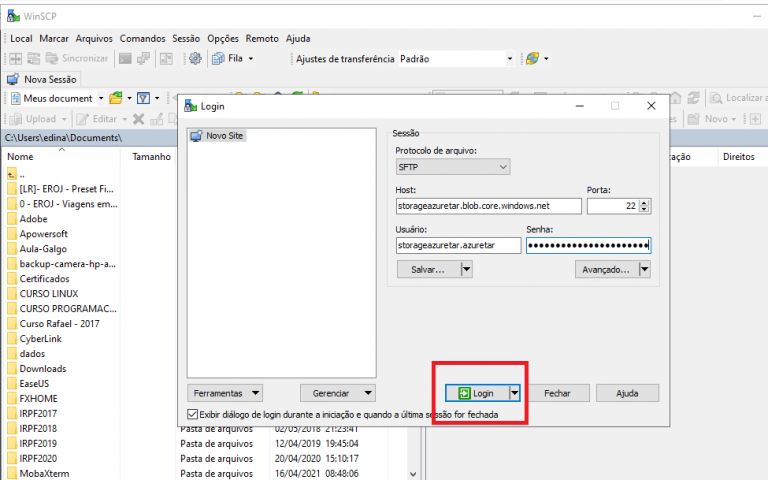 WinSCP
Local Marcar Arquivos Comandos Sessão Opções Remoto Ajuda
Sincronizar Fila Ajustes de transferência Padrão
Nova Sessão
Meus document
Localizar a
Upload Editar
es Novo
C:\Users\edina\Documents\
Nome Tamanho
ação Direitos
..
[LR]- EROJ - Preset Fi...
0 - EROJ - Viagens em...
Adobe
Apowersoft
Aula-Galgo
backup-camera-hp-a...
Certificados
CURSO LINUX
CURSO PROGRAMAC...
Curso Rafael - 2017
CyberLink
dados
Downloads
EaseUS
FXHOME
IRPF2017
IRPF2018 Pasta de arquivos 02/05/2018 21:23:41
IRPF2019 Pasta de arquivos 12/04/2019 19:45:04
IRPF2020 Pasta de arquivos 20/04/2020 15:10:17
MobaXterm Pasta de arquivos 16/04/2021 08:48:06
Login
Novo Site
Sessão
Protocolo de arquivo:
SFTP
Host: Porta:
storageazuretar.blob.core.windows.net 22
Usuário: Senha:
storageazuretar.azuretar
Salvar... Avançado...
Ferramentas Gerenciar Login Fechar Ajuda
Exibir diálogo de login durante a iniciação e quando a última sessão for fechada